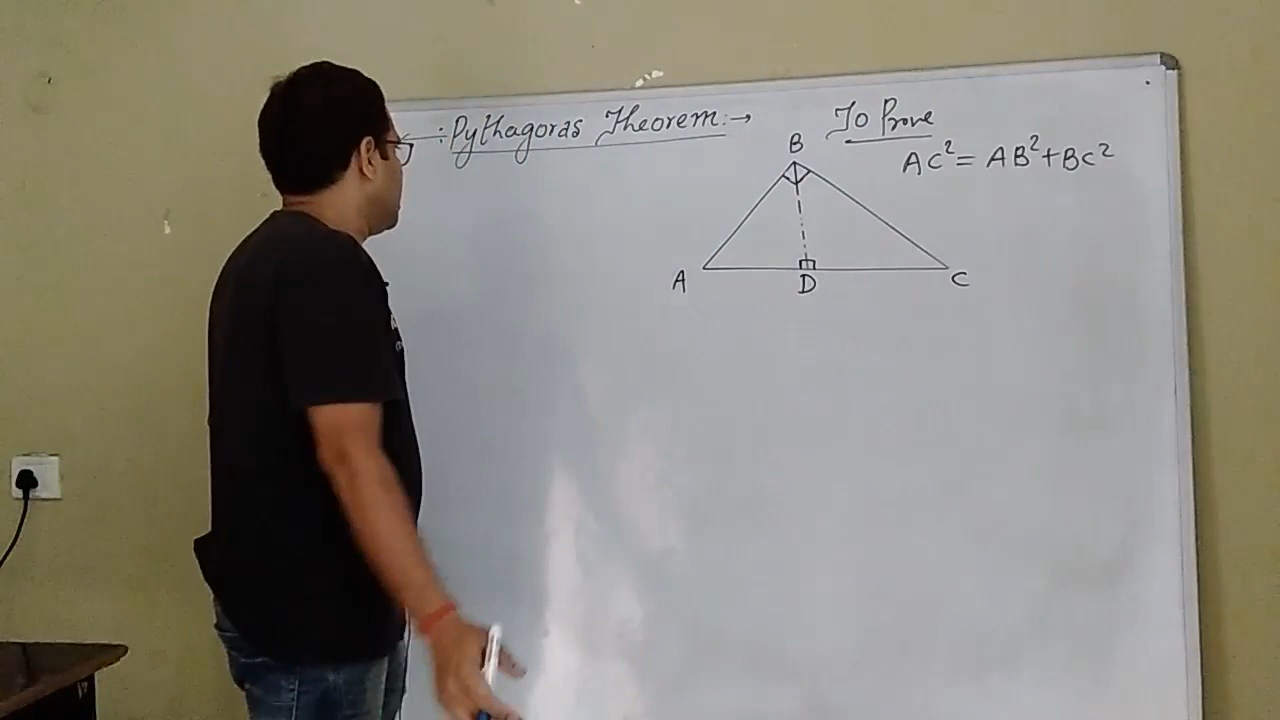 :Pythagoras Theorem:→
To Prove
AC²=AB²+BC²
B
A
D
C